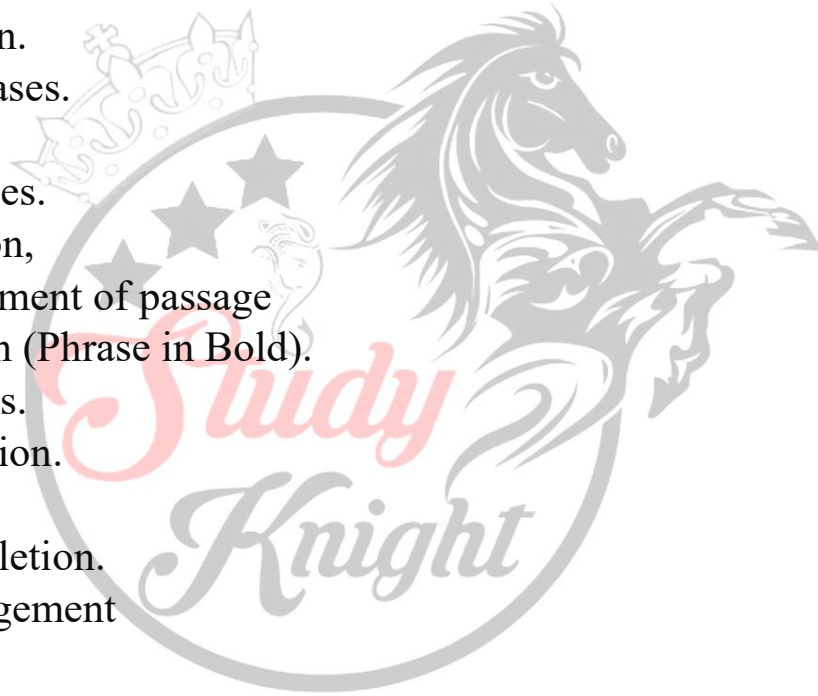 n.
ases.
es.
on,
ment of passage
n (Phrase in Bold).
s.
ion.
letion.
gement
Study
Knight